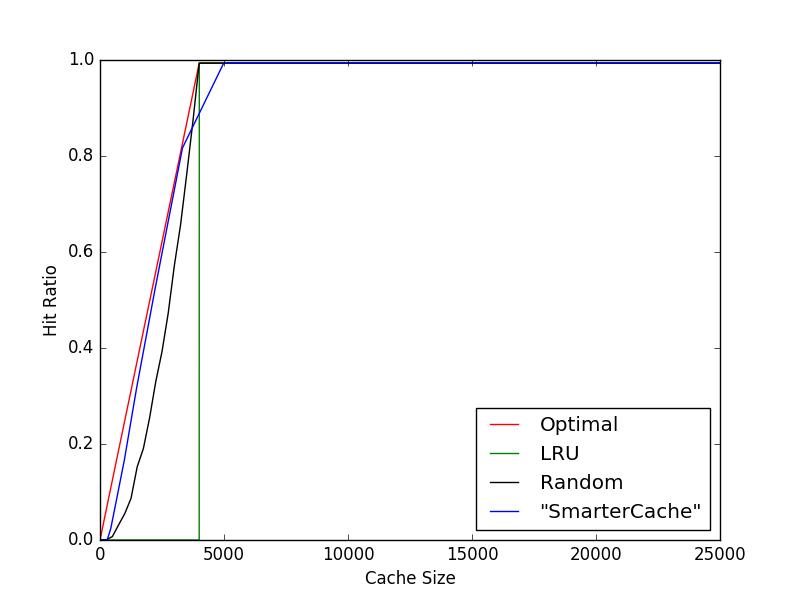 1.0
0.8
0.6
0.4
0.2
0.0
Hit Ratio
0 5000 10000 15000 20000 25000
Cache Size
Optimal
LRU
Random
"SmarterCache"